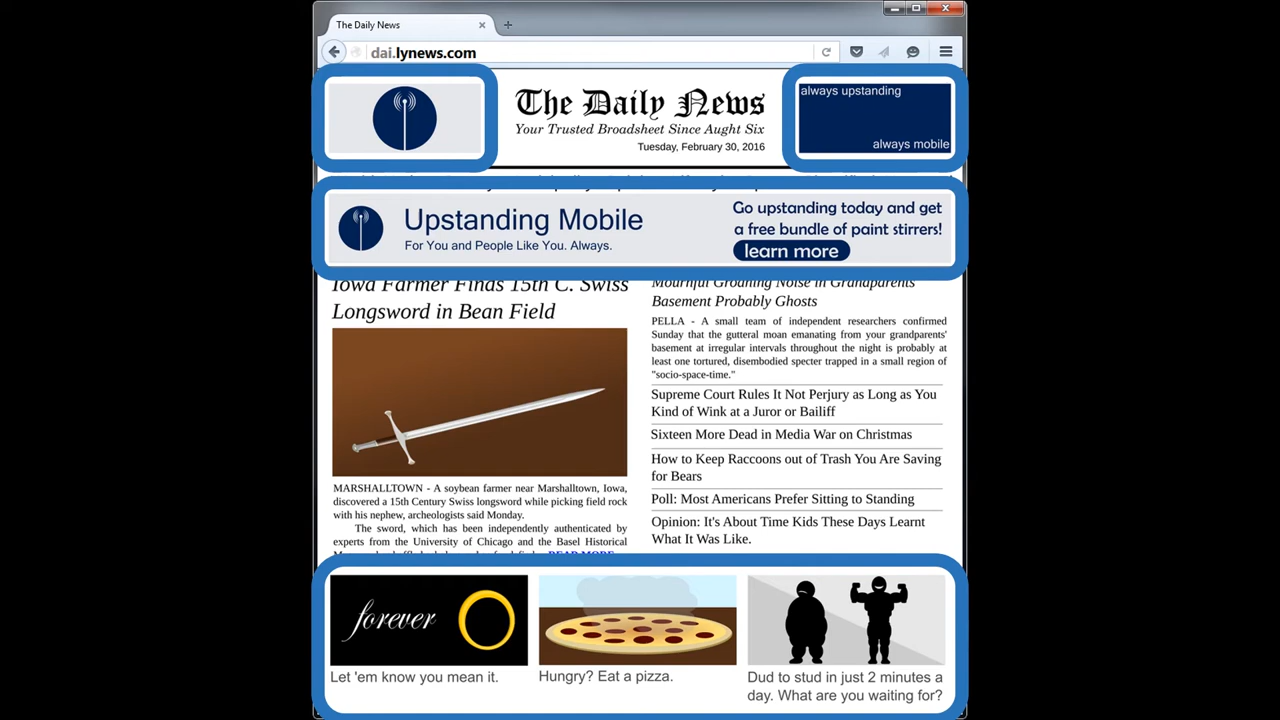 The Daily News
dai.lynews.com
The Daily News
Your Trusted Broadsheet Since Aught Six
Tuesday, February 30, 2016
always upstanding
always mobile
Upstanding Mobile
For You and People Like You. Always.
Go upstanding today and get
a free bundle of paint stirrers!
learn more
Iowa Farmer Finds 15th C. Swiss
Longsword in Bean Field
MARSHALLTOWN - A soybean farmer near Marshalltown, Iowa,
discovered a 15th Century Swiss longsword while picking field rock
with his nephew, archeologists said Monday.
The sword, which has been independently authenticated by
experts from the University of Chicago and the Basel Historical
READ MORE
Mournful Groaning Noise in Grandparents'
Basement Probably Ghosts
PELLA - A small team of independent researchers confirmed
Sunday that the gutteral moan emanating from your grandparents'
basement at irregular intervals throughout the night is probably at
least one tortured, disembodied specter trapped in a small region of
"socio-space-time."
Supreme Court Rules It Not Perjury as Long as You
Kind of Wink at a Juror or Bailiff
Sixteen More Dead in Media War on Christmas
How to Keep Raccoons out of Trash You Are Saving
for Bears
Poll: Most Americans Prefer Sitting to Standing
Opinion: It's About Time Kids These Days Learnt
What It Was Like.
forever
Let 'em know you mean it.
Hungry? Eat a pizza.
Dud to stud in just 2 minutes a
day. What are you waiting for?